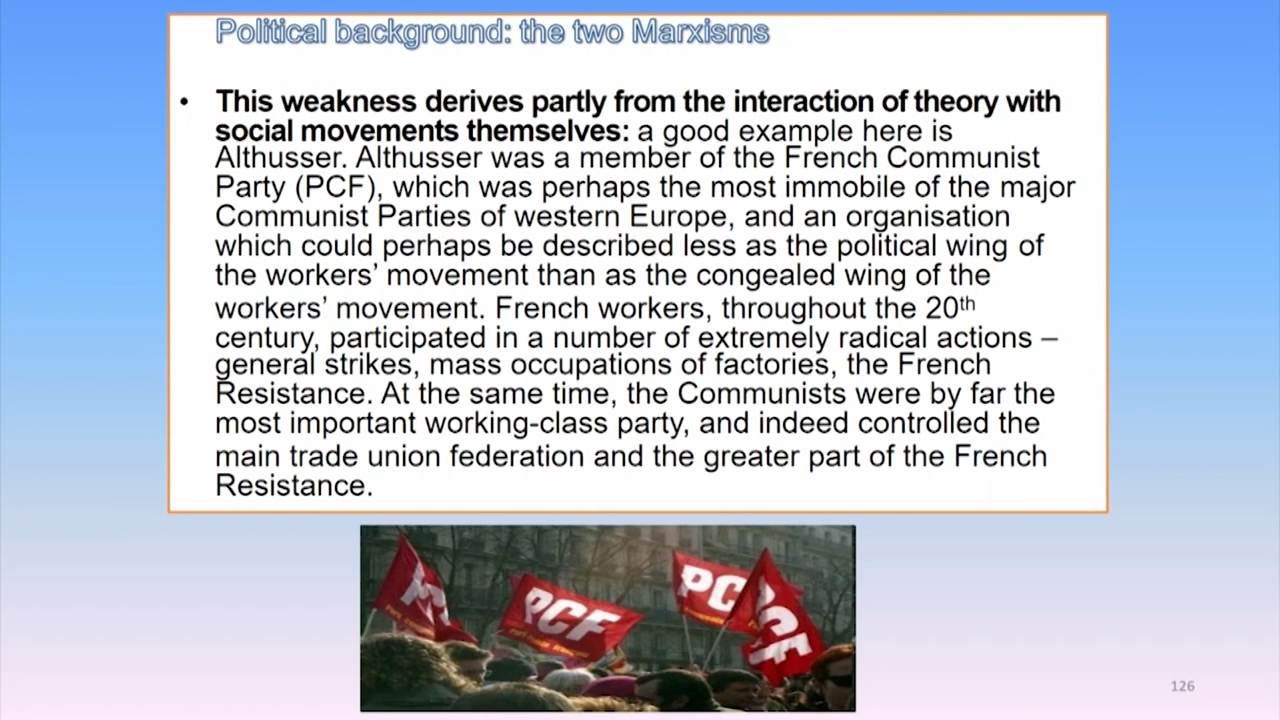 Political background: the two Marxisms
• This weakness derives partly from the interaction of theory with
social movements themselves: a good example here is
Althusser. Althusser was a member of the French Communist
Party (PCF), which was perhaps the most immobile of the major
Communist Parties of western Europe, and an organisation
which could perhaps be described less as the political wing of
the workers’ movement than as the congealed wing of the
workers’ movement. French workers, throughout the 20th
century, participated in a number of extremely radical actions –
general strikes, mass occupations of factories, the French
Resistance. At the same time, the Communists were by far the
most important working-class party, and indeed controlled the
main trade union federation and the greater part of the French
Resistance.
PCF
PC
CF
126